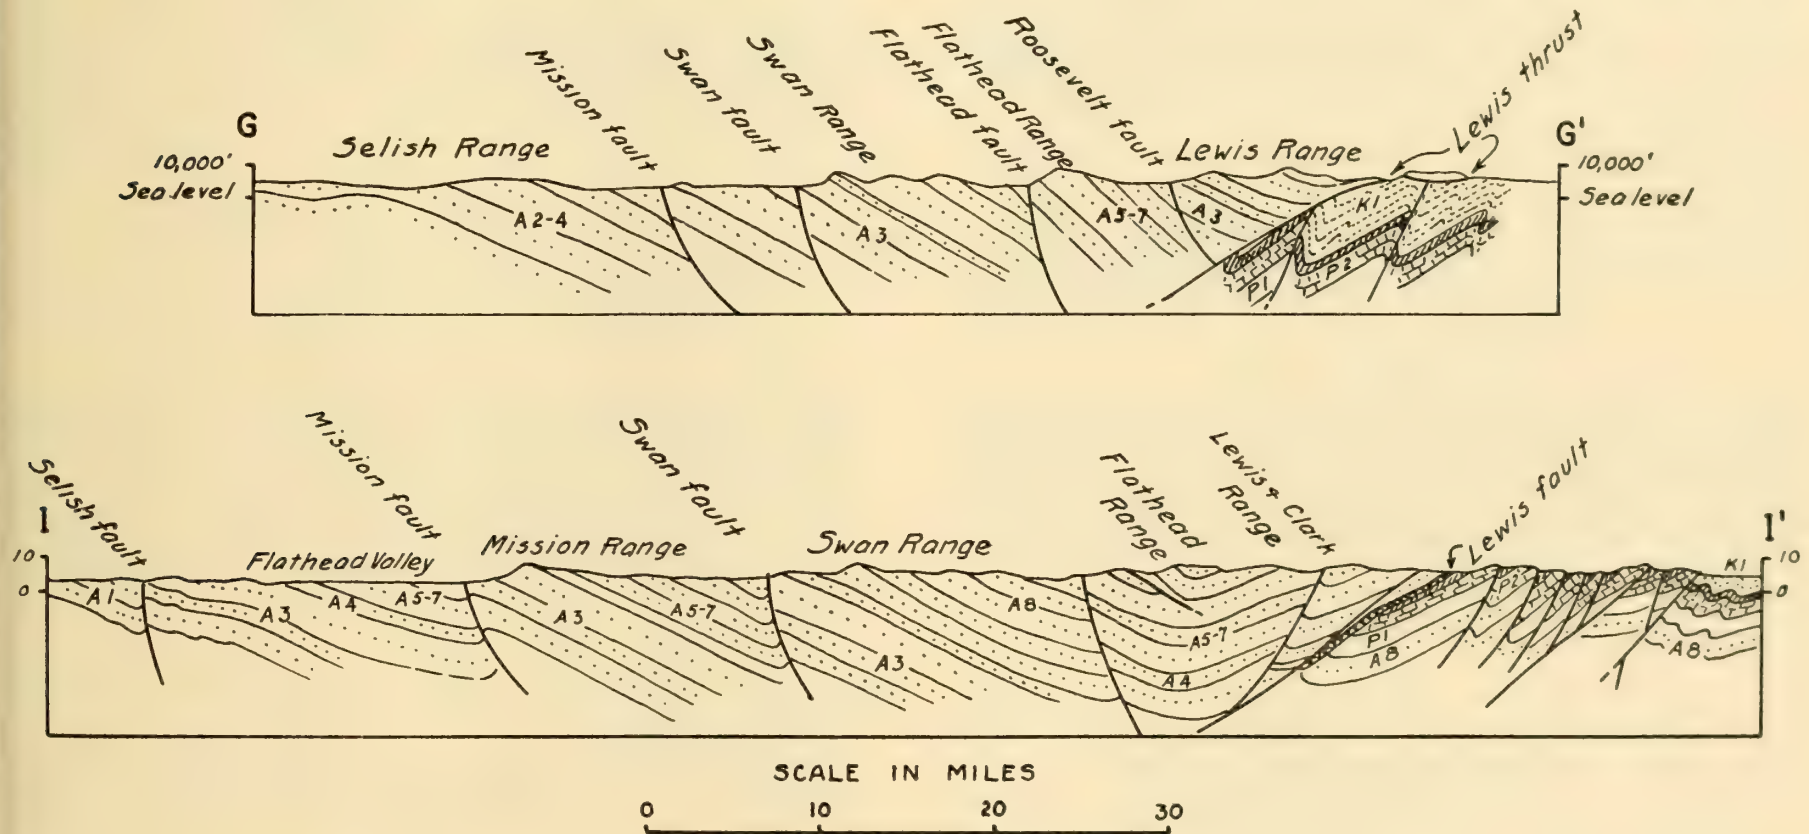 G
G'
10,000'
Sea level
Selish Range
Mission fault
Swan fault
Swan Range
Flathead fault
Flathead Range
Roosevelt fault
Lewis Range
Lewis thrust
10,000'
Sea level
A2-4
A3
A5-7
A3
K1
P2
P1
I
I'
10
0
Selish fault
Flathead Valley
Mission fault
Mission Range
Swan fault
Swan Range
Flathead
Range
Lewis & Clark
Range
Lewis fault
10
0
A1
A3
A4
A5-7
A3
A5-7
A8
A3
A5-7
A4
P1
A8
P2
K1
A8
SCALE IN MILES
0 10 20 30